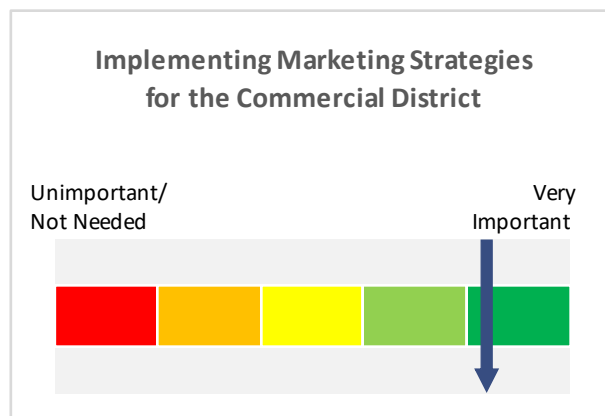 Implementing Marketing Strategies
for the Commercial District
Unimportant/
Not Needed
Very
Important